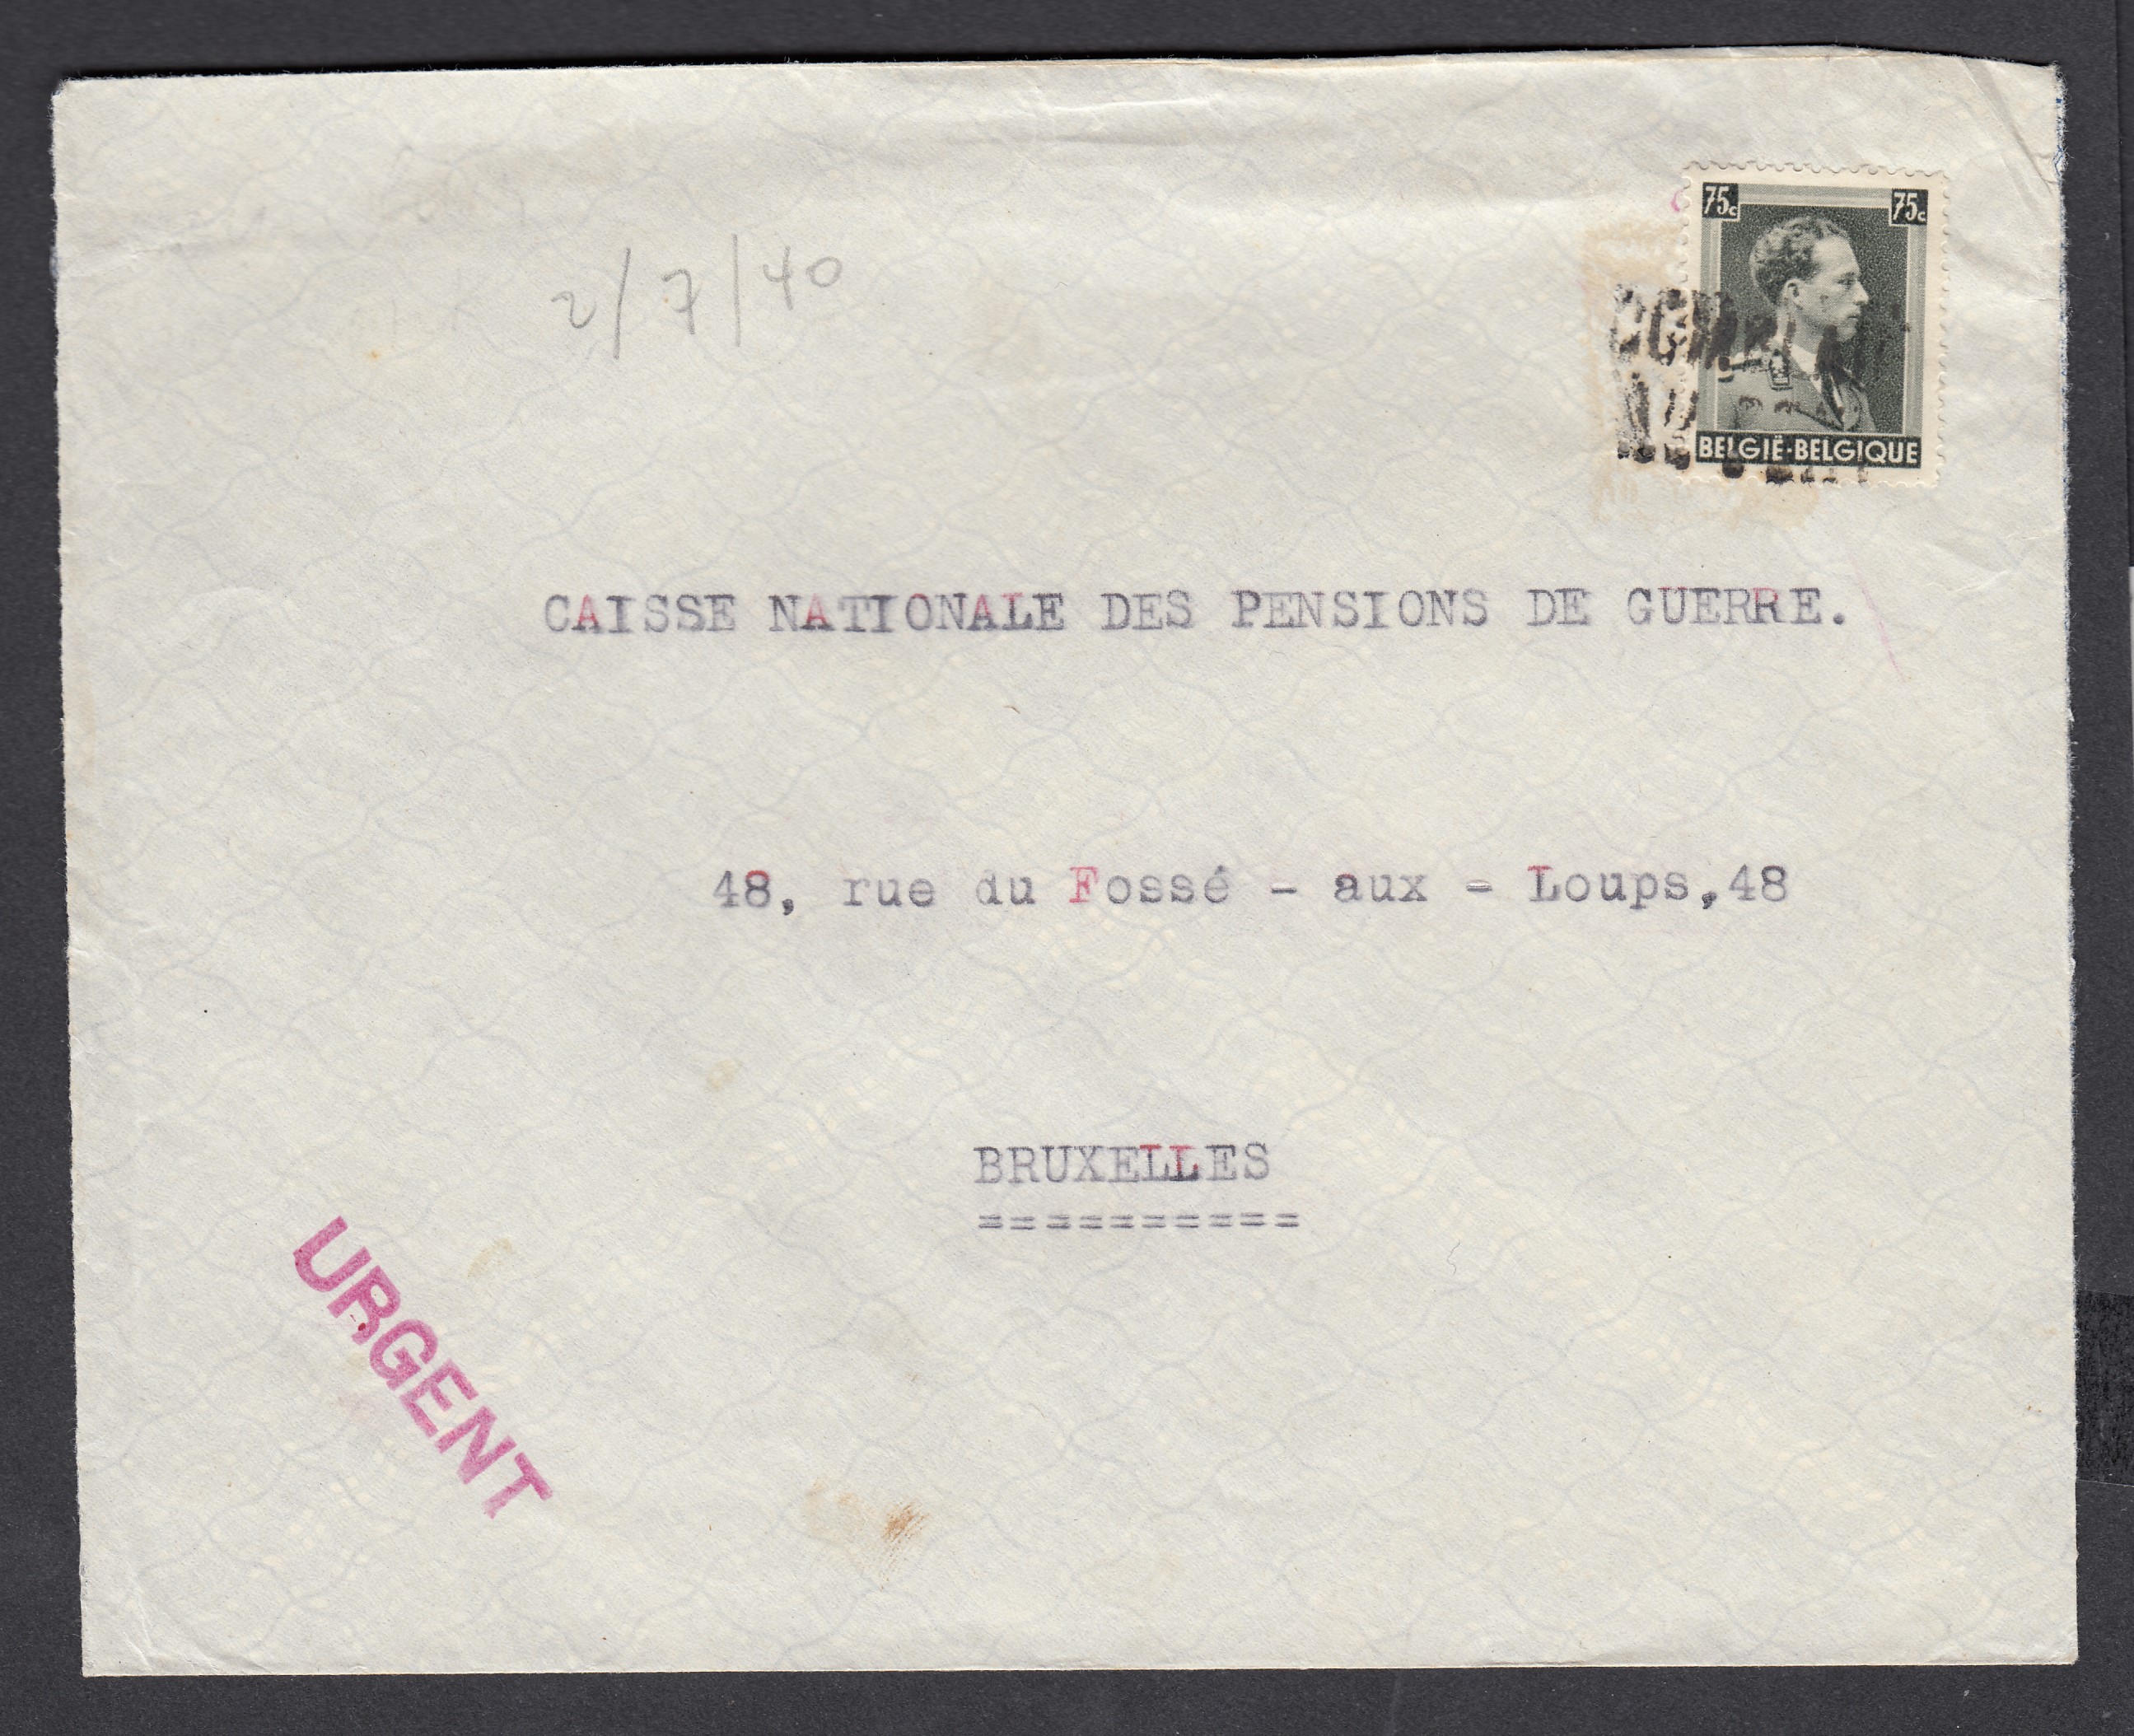 2/7/40
75c 75c
BELGIË-BELGIQUE
CAISSE NATIONALE DES PENSIONS DE GUERRE.
48, rue du Fossé - aux - Loups,48
BRUXELLES
==========
URGENT